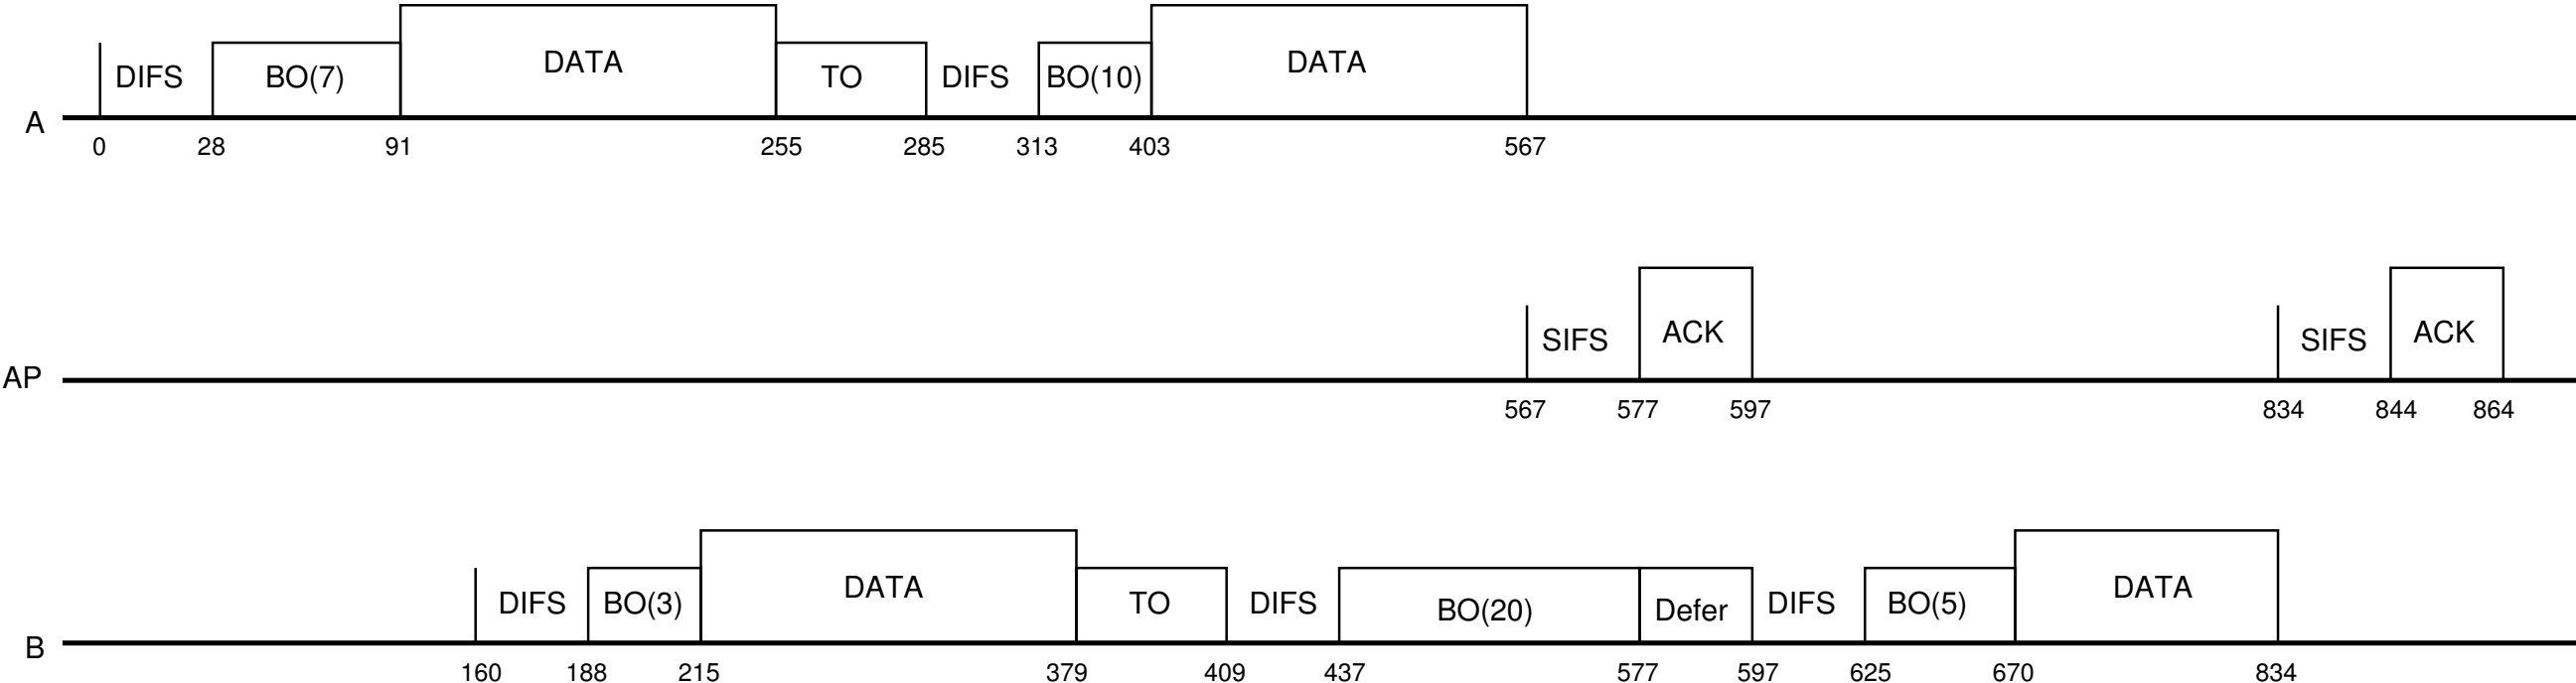 DIFS BO(7) DATA TO DIFS BO(10) DATA
A
0 28 91 255 285 313 403 567
SIFS ACK SIFS ACK
AP
567 577 597 834 844 864
DIFS BO(3) DATA TO DIFS BO(20) Defer DIFS BO(5) DATA
B
160 188 215 379 409 437 577 597 625 670 834